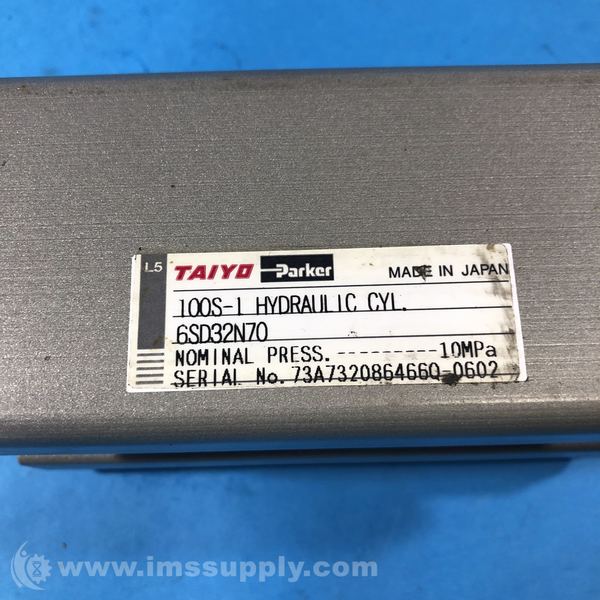 L5 TAIYO Parker MADE IN JAPAN
100S-1 HYDRAULIC CYL.
6SD32N70
NOMINAL PRESS. ----------10MPa
SERIAL No. 73A732086466Q-0602
www.imssupply.com